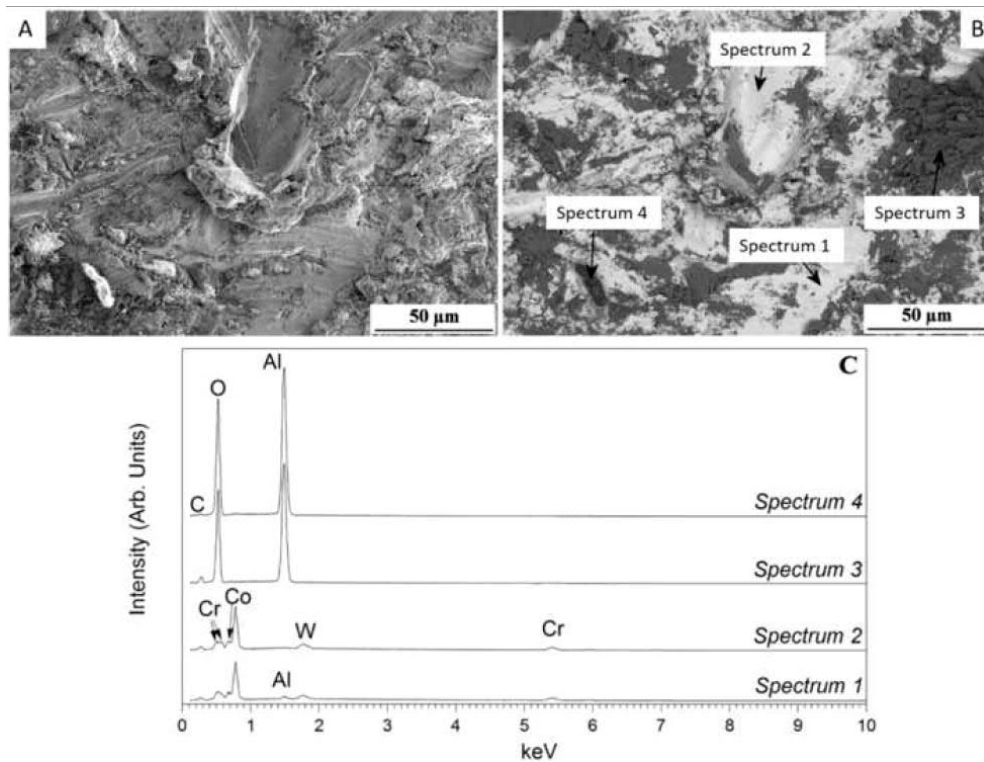 A
B
Spectrum 2
Spectrum 4
Spectrum 3
Spectrum 1
50 µm
50 µm
C
Al
O
C
Spectrum 4
Spectrum 3
Cr
Co
W
Cr
Spectrum 2
Al
Spectrum 1
0 1 2 3 4 5 6 7 8 9 10
keV
Intensity (Arb. Units)